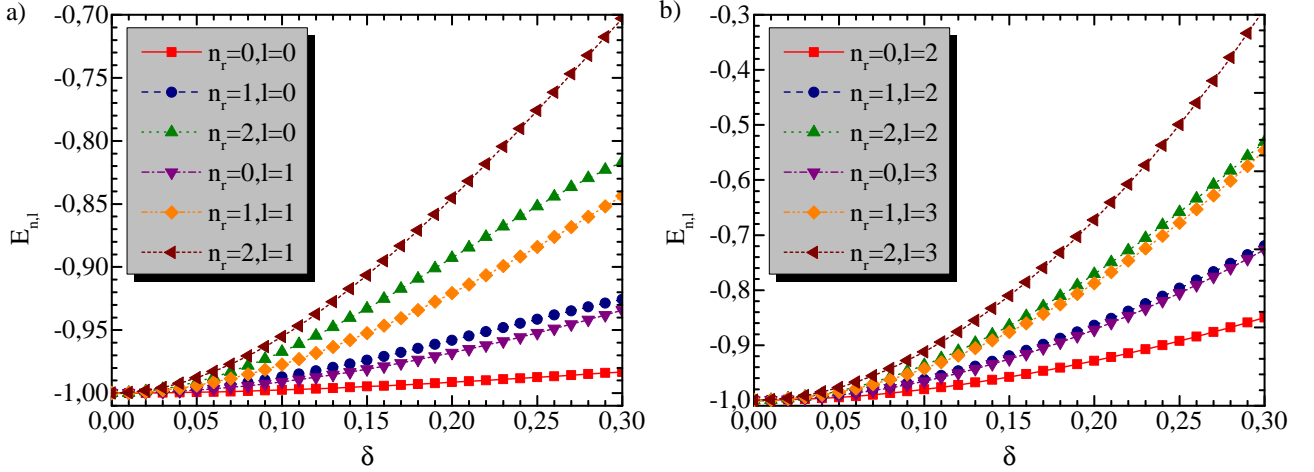 a)
-0,70
-0,75
-0,80
-0,85
-0,90
-0,95
-1,00
E n,l
n r =0,l=0
n r =1,l=0
n r =2,l=0
n r =0,l=1
n r =1,l=1
n r =2,l=1
0,00 0,05 0,10 0,15 0,20 0,25 0,30
δ
b)
-0,3
-0,4
-0,5
-0,6
-0,7
-0,8
-0,9
-1,0
E n,l
n r =0,l=2
n r =1,l=2
n r =2,l=2
n r =0,l=3
n r =1,l=3
n r =2,l=3
0,00 0,05 0,10 0,15 0,20 0,25 0,30
δ